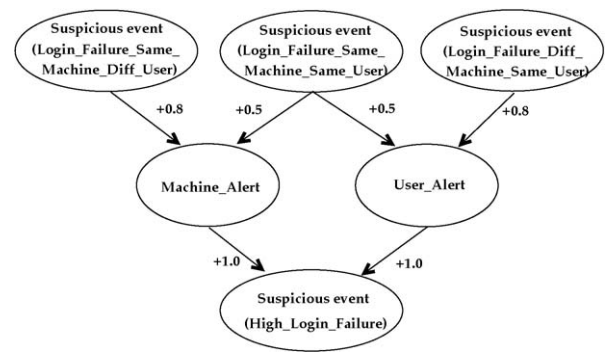 Suspicious event
(Login_Failure_Same_
Machine_Diff_User)
Suspicious event
(Login_Failure_Same_
Machine_Same_User)
Suspicious event
(Login_Failure_Diff_
Machine_Same_User)
+0.8
+0.5
+0.5
+0.8
Machine_Alert
User_Alert
+1.0
+1.0
Suspicious event
(High_Login_Failure)